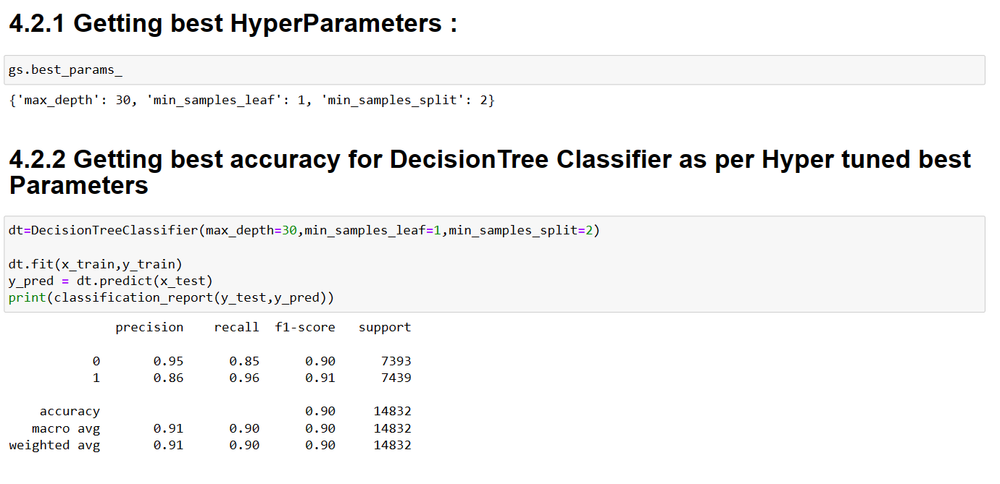 4.2.1 Getting best HyperParameters :
gs.best_params_
{'max_depth': 30, 'min_samples_leaf': 1, 'min_samples_split': 2}
4.2.2 Getting best accuracy for DecisionTree Classifier as per Hyper tuned best
Parameters
dt=DecisionTreeClassifier(max_depth=30,min_samples_leaf=1,min_samples_split=2)
dt.fit(x_train,y_train)
y_pred = dt.predict(x_test)
print(classification_report(y_test,y_pred))
precision recall f1-score support
0 0.95 0.85 0.90 7393
1 0.86 0.96 0.91 7439
accuracy 0.90 14832
macro avg 0.91 0.90 0.90 14832
weighted avg 0.91 0.90 0.90 14832